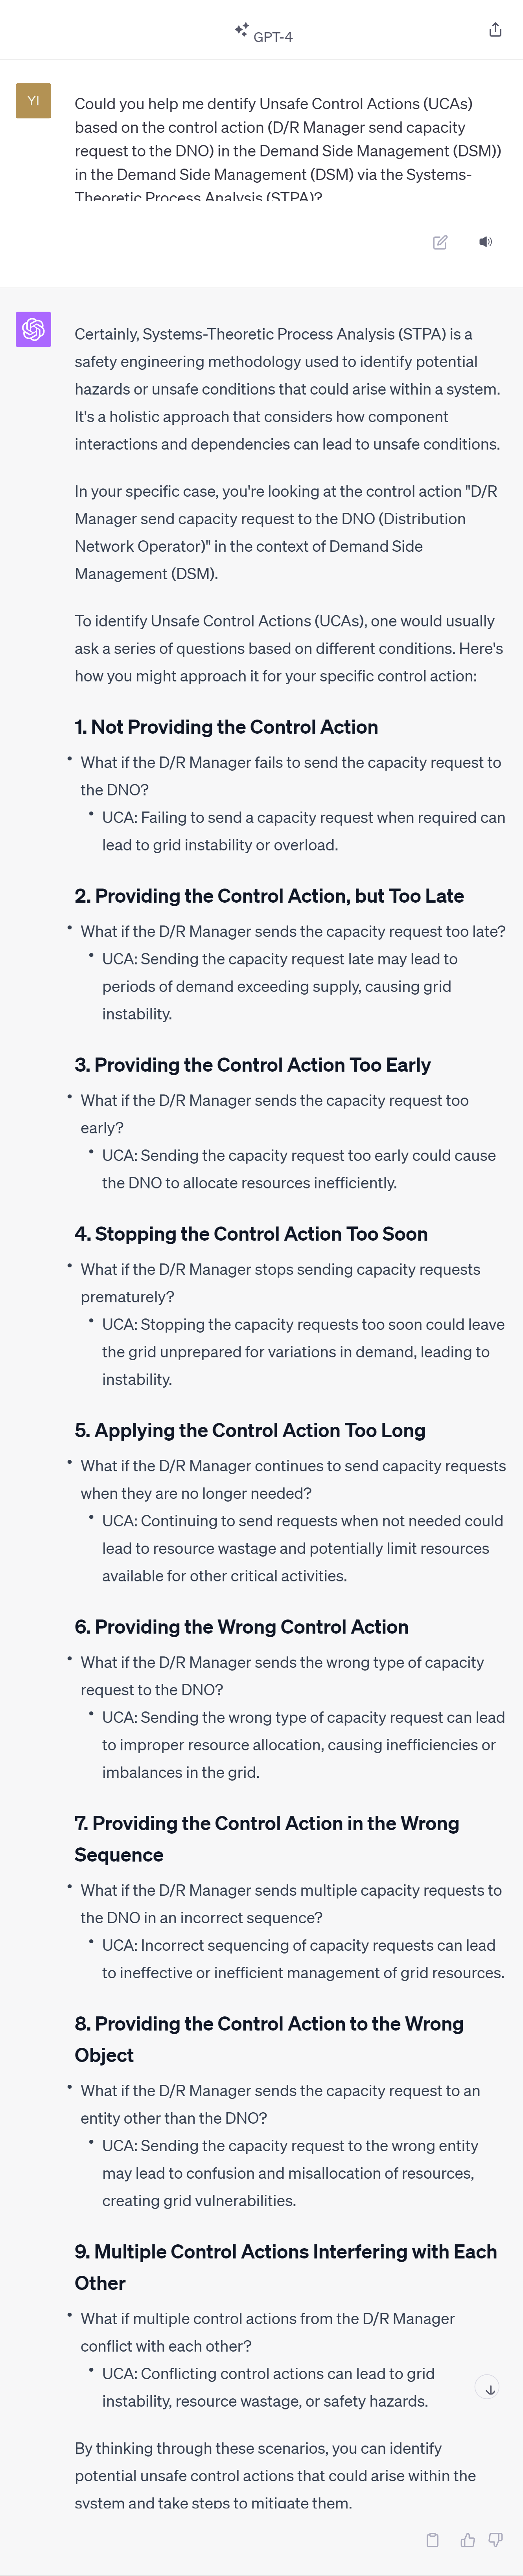 GPT-4
YI
Could you help me dentify Unsafe Control Actions (UCAs)
based on the control action (D/R Manager send capacity
request to the DNO) in the Demand Side Management (DSM))
in the Demand Side Management (DSM) via the Systems-
Theoretic Process Analysis (STPA)?
Certainly, Systems-Theoretic Process Analysis (STPA) is a
safety engineering methodology used to identify potential
hazards or unsafe conditions that could arise within a system.
It's a holistic approach that considers how component
interactions and dependencies can lead to unsafe conditions.
In your specific case, you're looking at the control action "D/R
Manager send capacity request to the DNO (Distribution
Network Operator)" in the context of Demand Side
Management (DSM).
To identify Unsafe Control Actions (UCAs), one would usually
ask a series of questions based on different conditions. Here's
how you might approach it for your specific control action:
1. Not Providing the Control Action
• What if the D/R Manager fails to send the capacity request to
the DNO?
• UCA: Failing to send a capacity request when required can
lead to grid instability or overload.
2. Providing the Control Action, but Too Late
• What if the D/R Manager sends the capacity request too late?
• UCA: Sending the capacity request late may lead to
periods of demand exceeding supply, causing grid
instability.
3. Providing the Control Action Too Early
• What if the D/R Manager sends the capacity request too
early?
• UCA: Sending the capacity request too early could cause
the DNO to allocate resources inefficiently.
4. Stopping the Control Action Too Soon
• What if the D/R Manager stops sending capacity requests
prematurely?
• UCA: Stopping the capacity requests too soon could leave
the grid unprepared for variations in demand, leading to
instability.
5. Applying the Control Action Too Long
• What if the D/R Manager continues to send capacity requests
when they are no longer needed?
• UCA: Continuing to send requests when not needed could
lead to resource wastage and potentially limit resources
available for other critical activities.
6. Providing the Wrong Control Action
• What if the D/R Manager sends the wrong type of capacity
request to the DNO?
• UCA: Sending the wrong type of capacity request can lead
to improper resource allocation, causing inefficiencies or
imbalances in the grid.
7. Providing the Control Action in the Wrong
Sequence
• What if the D/R Manager sends multiple capacity requests to
the DNO in an incorrect sequence?
• UCA: Incorrect sequencing of capacity requests can lead
to ineffective or inefficient management of grid resources.
8. Providing the Control Action to the Wrong
Object
• What if the D/R Manager sends the capacity request to an
entity other than the DNO?
• UCA: Sending the capacity request to the wrong entity
may lead to confusion and misallocation of resources,
creating grid vulnerabilities.
9. Multiple Control Actions Interfering with Each
Other
• What if multiple control actions from the D/R Manager
conflict with each other?
• UCA: Conflicting control actions can lead to grid
instability, resource wastage, or safety hazards.
By thinking through these scenarios, you can identify
potential unsafe control actions that could arise within the
system and take steps to mitigate them.